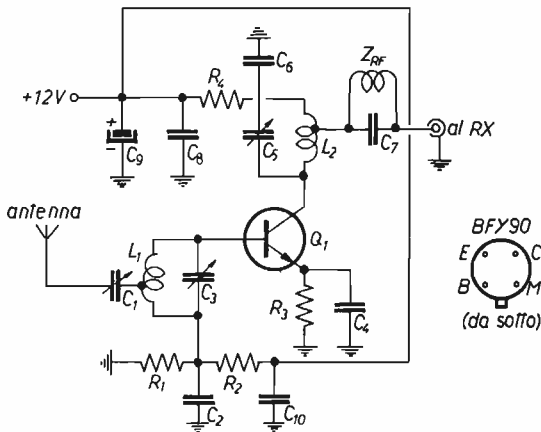 C6
ZRF
R4
+12V
+
-
C9
C8
C5
L2
C7
al RX
antenna
L1
Q1
BFY90
E
C
B
M
(da sotto)
C1
C3
R3
C4
R1
R2
C2
C10